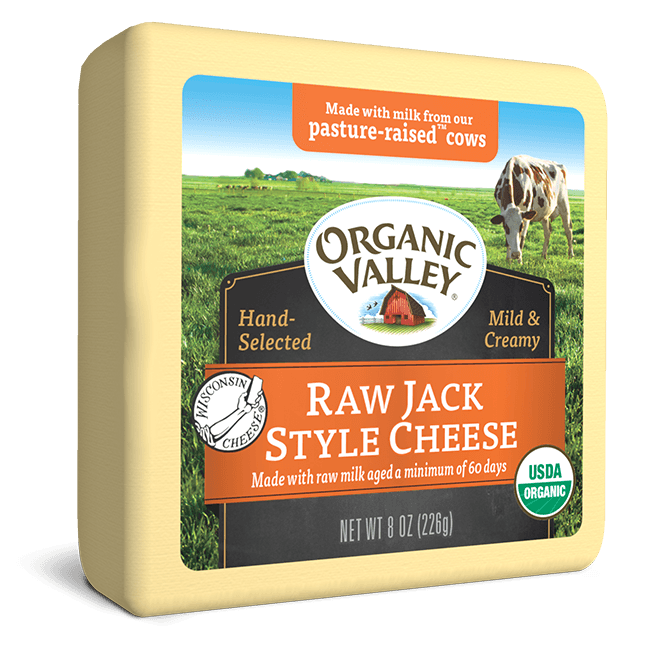 Made with milk from our
pasture-raised™ cows
ORGANIC
VALLEY®
Hand-
Selected
Mild &
Creamy
WISCONSIN
CHEESE®
RAW JACK
STYLE CHEESE
Made with raw milk aged a minimum of 60 days
USDA
ORGANIC
NET WT 8 OZ (226g)